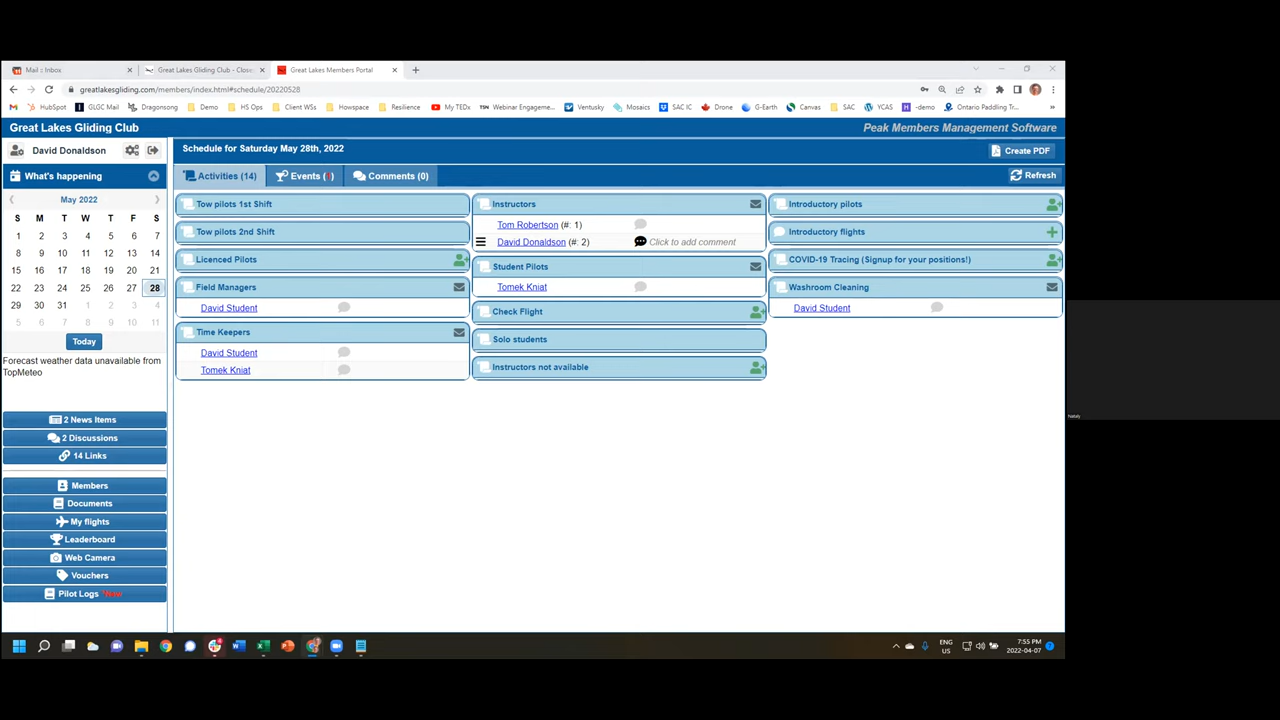 Mail :: Inbox
Great Lakes Gliding Club - Close
Great Lakes Members Portal
greatlakesgliding.com/members/index.html#schedule/20220528
HubSpot
GLGC Mail
Dragonsong
Demo
HS Ops
Client WSs
Howspace
Resilience
My TEDx
TSN Webinar Engageme...
Ventusky
Mosaics
SAC IC
Drone
G-Earth
Canvas
SAC
YCAS
-demo
Ontario Paddling Tr...
Great Lakes Gliding Club
Peak Members Management Software
David Donaldson
Schedule for Saturday May 28th, 2022
Create PDF
What's happening
Activities (14)
Comments (0)
Refresh
May 2022
S M T W T F S
1 2 3 4 5 6 7
8 9 10 11 12 13 14
15 16 17 18 19 20 21
22 23 24 25 26 27 28
29 30 31 1 2 3 4
5 6 7 8 9 10 11
Today
Forecast weather data unavailable from
TopMeteo
2 News Items
2 Discussions
14 Links
Members
Documents
My flights
Leaderboard
Web Camera
Vouchers
Pilot Logs *New
Events
Tow pilots 1st Shift
Tow pilots 2nd Shift
Licenced Pilots
Field Managers
David Student
Time Keepers
David Student
Tomek Kniat
Instructors
Tom Robertson (#: 1)
David Donaldson (#: 2) Click to add comment
Student Pilots
Tomek Kniat
Check Flight
Solo students
Instructors not available
Introductory pilots
Introductory flights
COVID-19 Tracing (Signup for your positions!)
Washroom Cleaning
David Student
ENG
US
7:55 PM
2022-04-07
Nataly